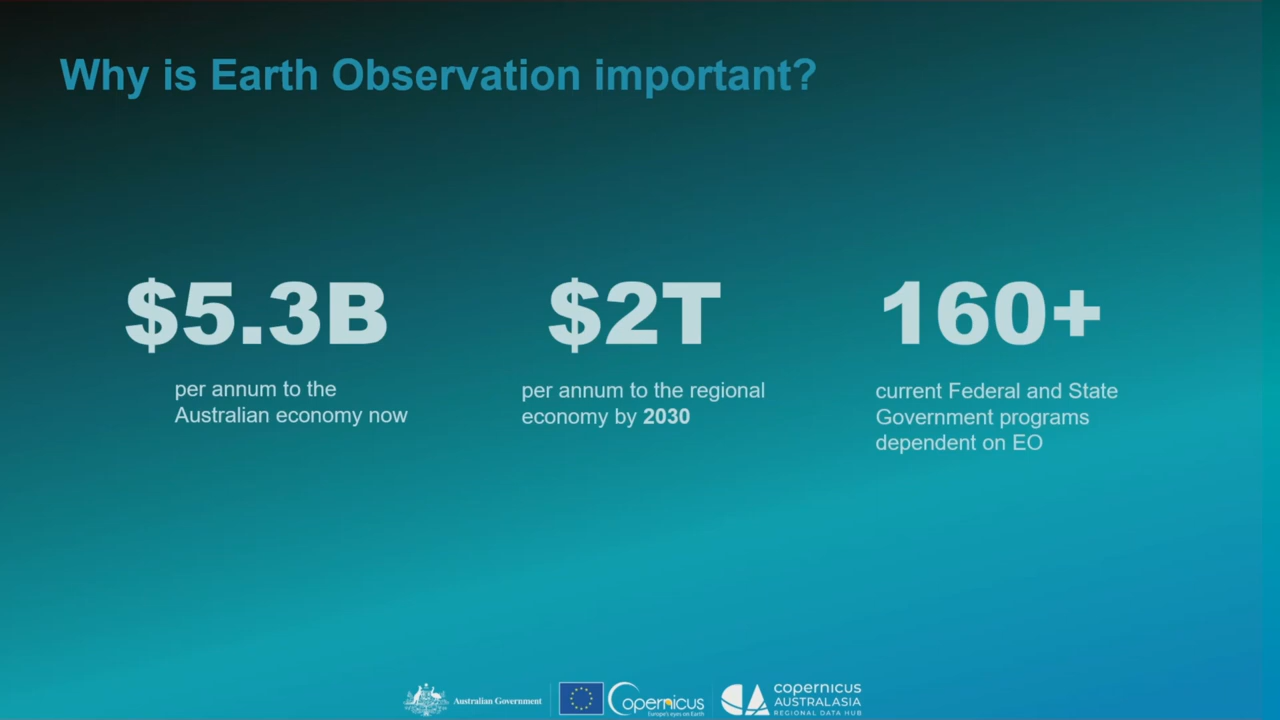 Why is Earth Observation important?
$5.3B
per annum to the
Australian economy now
$2T
per annum to the regional
economy by 2030
160+
current Federal and State
Government programs
dependent on EO
Australian Government
Copernicus
Europe's eyes on Earth
copernicus
AUSTRALASIA
REGIONAL DATA HUB